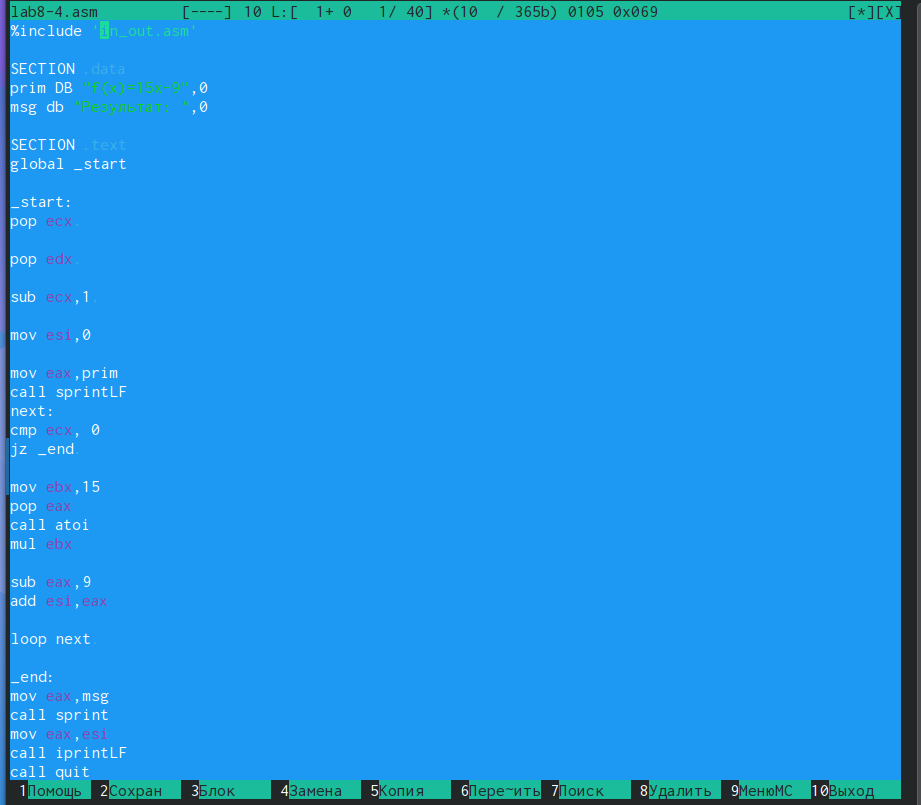 lab8-4.asm [----] 10 L:[ 1+ 0 1/ 40] *(10 / 365b) 0105 0x069 [*][X]
%include 'in_out.asm'
SECTION .data
prim DB "f(x)=15x-9",0
msg db "Результат: ",0
SECTION .text
global _start
_start:
pop ecx
pop edx
sub ecx,1
mov esi,0
mov eax,prim
call sprintLF
next:
cmp ecx, 0
jz _end
mov ebx,15
pop eax
call atoi
mul ebx
sub eax,9
add esi,eax
loop next
_end:
mov eax,msg
call sprint
mov eax,esi
call iprintLF
call quit
1Помощь 2Сохран 3Блок 4Замена 5Копия 6Пере~ить 7Поиск 8Удалить 9МенюMC 10Выход